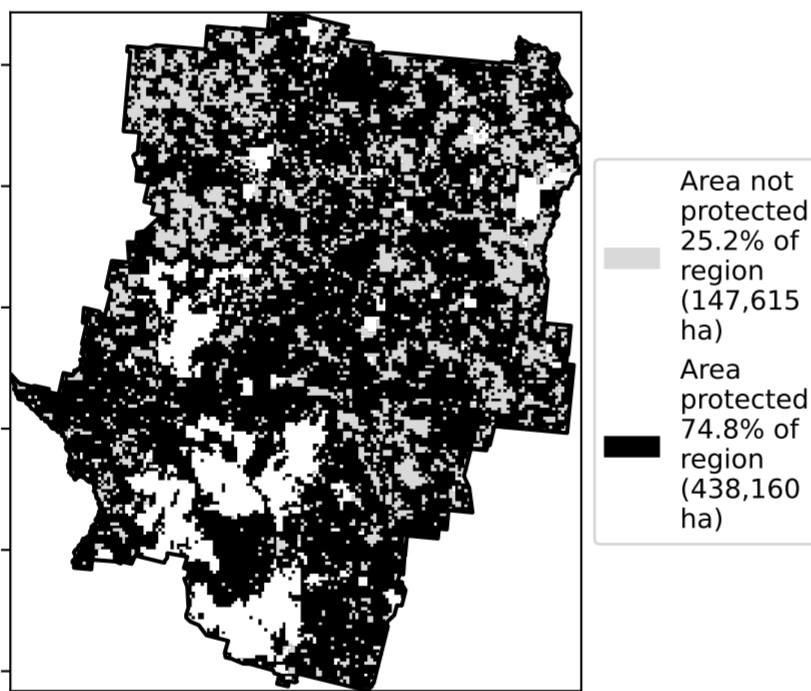 Area not
protected
25.2% of
region
(147,615
ha)
Area
protected
74.8% of
region
(438,160
ha)